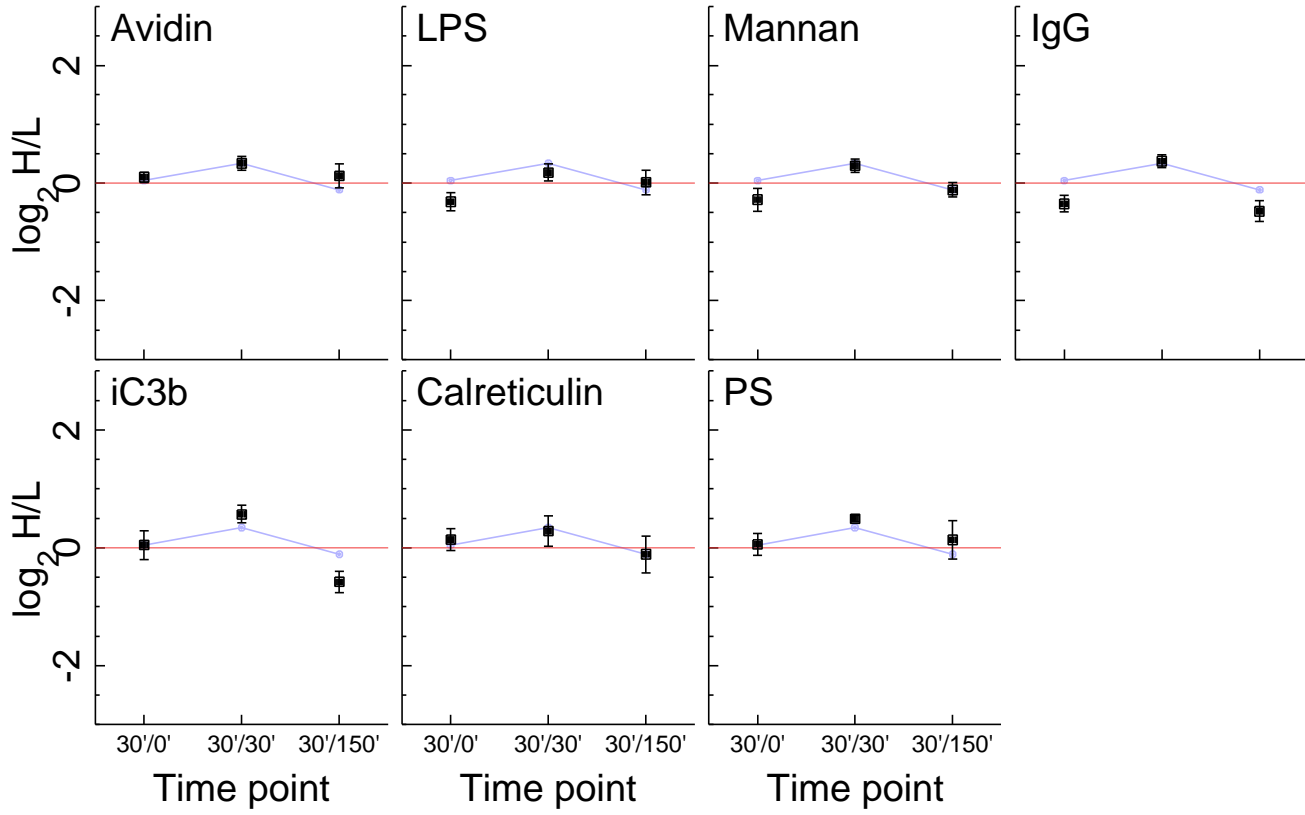 Avidin LPS Mannan IgG
log2 H/L
2
0
-2
iC3b Calreticulin PS
log2 H/L
2
0
-2
30'/0' 30'/30' 30'/150' 30'/0' 30'/30' 30'/150' 30'/0' 30'/30' 30'/150'
Time point Time point Time point